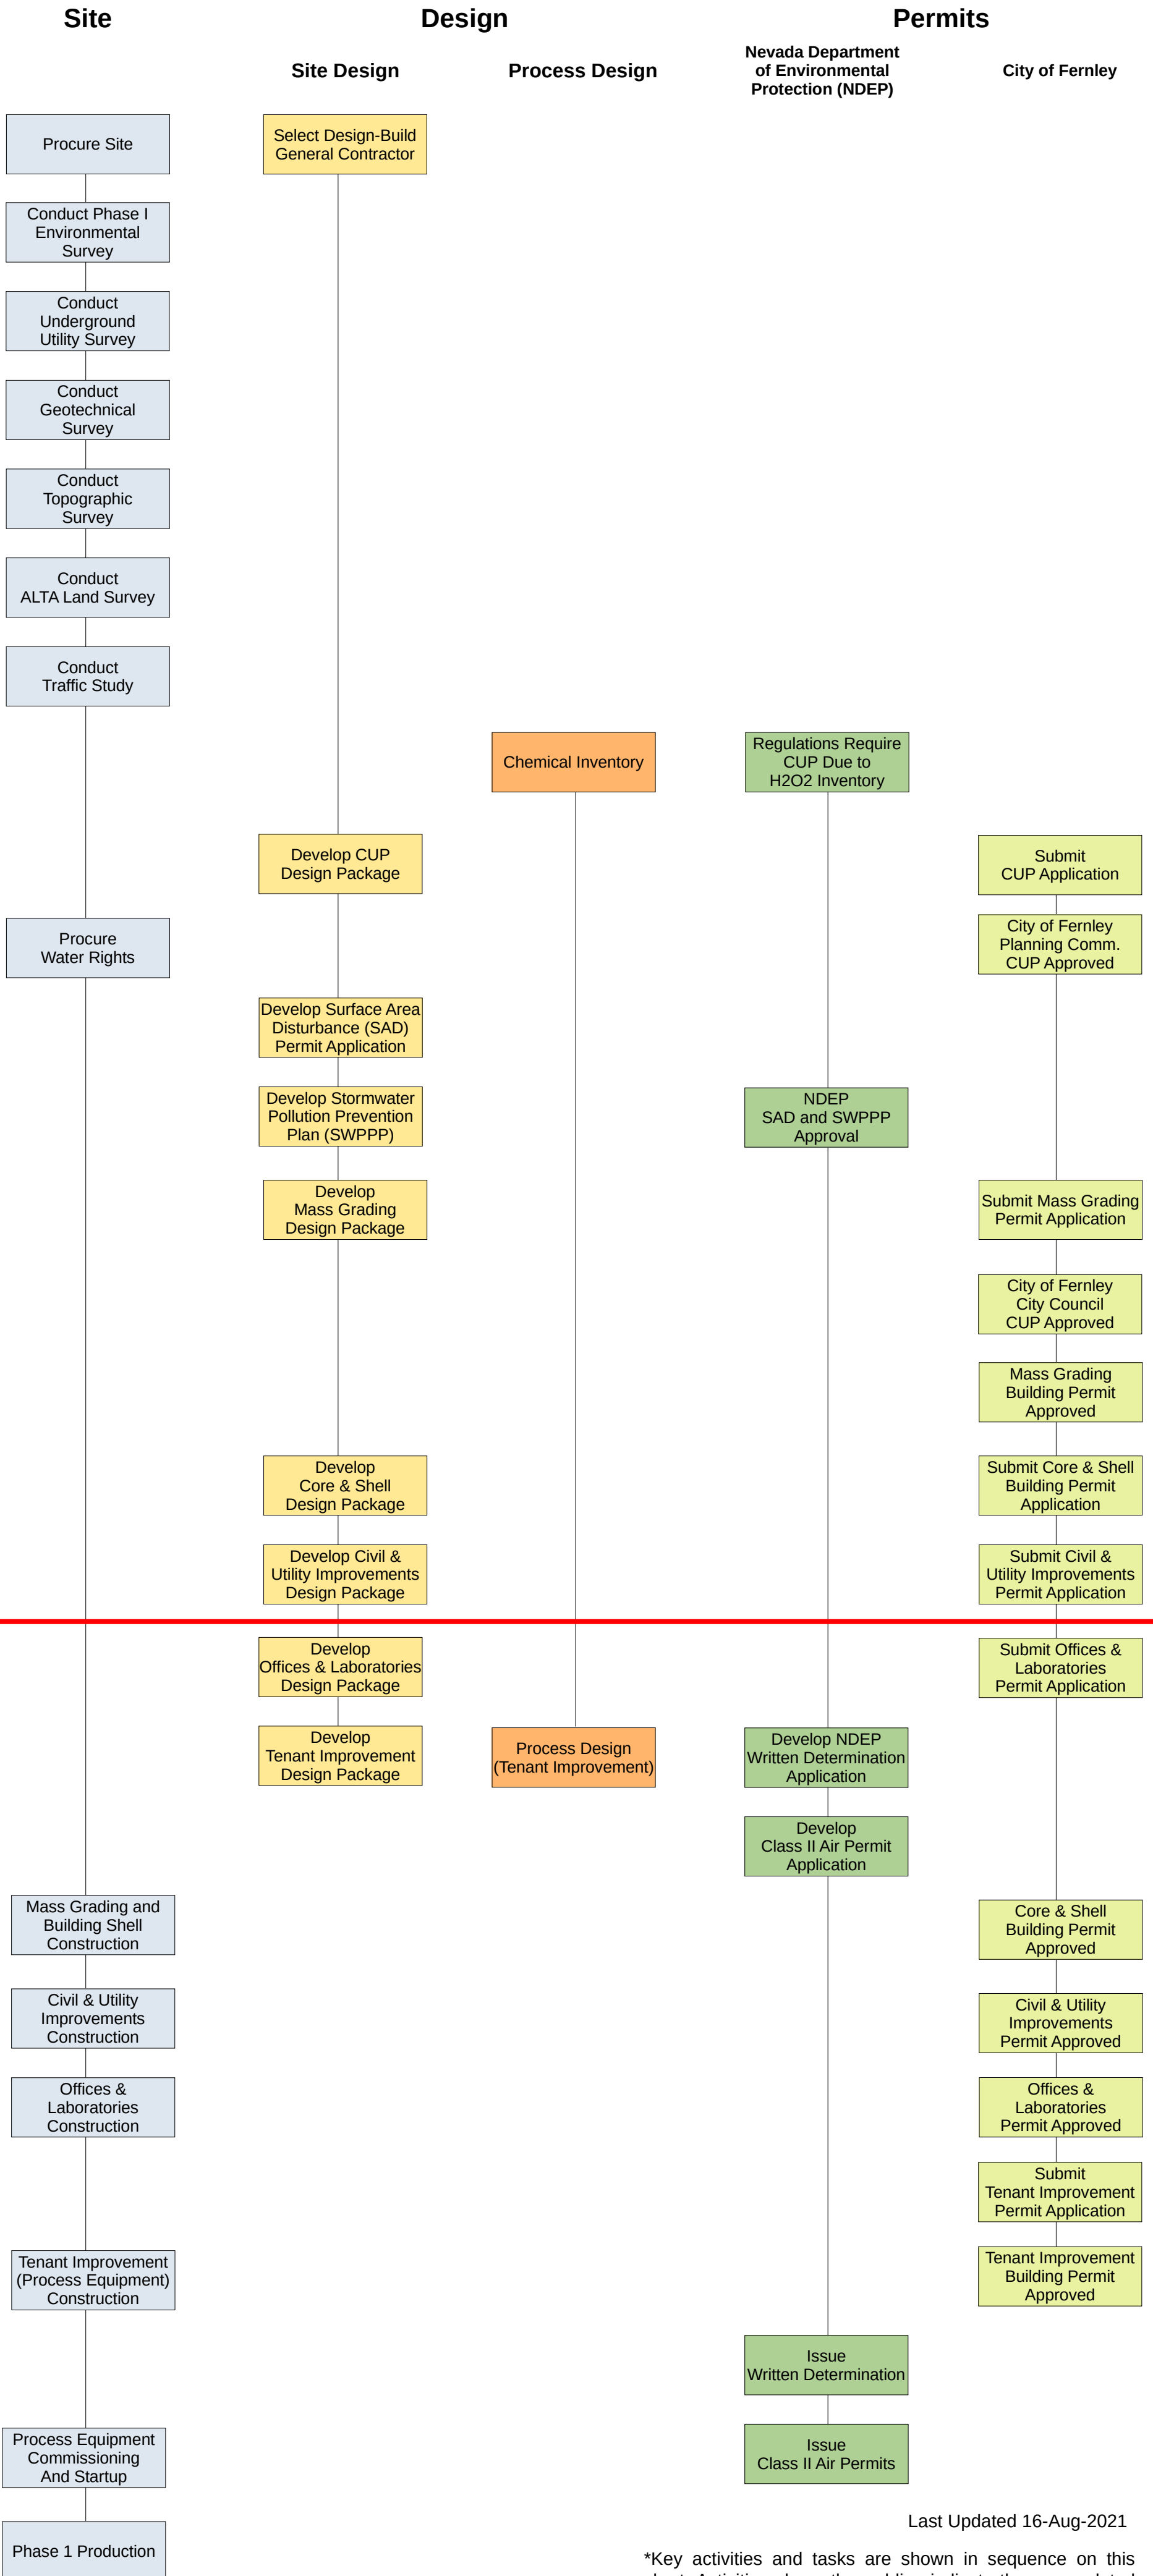 Site
Design
Permits
Site Design
Process Design
Nevada Department
of Environmental
Protection (NDEP)
City of Fernley
Procure Site
Select Design-Build
General Contractor
Conduct Phase I
Environmental
Survey
Conduct
Underground
Utility Survey
Conduct
Geotechnical
Survey
Conduct
Topographic
Survey
Conduct
ALTA Land Survey
Conduct
Traffic Study
Chemical Inventory
Regulations Require
CUP Due to
H2O2 Inventory
Develop CUP
Design Package
Submit
CUP Application
Procure
Water Rights
City of Fernley
Planning Comm.
CUP Approved
Develop Surface Area
Disturbance (SAD)
Permit Application
Develop Stormwater
Pollution Prevention
Plan (SWPPP)
NDEP
SAD and SWPPP
Approval
Develop
Mass Grading
Design Package
Submit Mass Grading
Permit Application
City of Fernley
City Council
CUP Approved
Mass Grading
Building Permit
Approved
Develop
Core & Shell
Design Package
Submit Core & Shell
Building Permit
Application
Develop Civil &
Utility Improvements
Design Package
Submit Civil &
Utility Improvements
Permit Application
Develop
Offices & Laboratories
Design Package
Submit Offices &
Laboratories
Permit Application
Develop
Tenant Improvement
Design Package
Process Design
(Tenant Improvement)
Develop NDEP
Written Determination
Application
Develop
Class II Air Permit
Application
Mass Grading and
Building Shell
Construction
Core & Shell
Building Permit
Approved
Civil & Utility
Improvements
Construction
Civil & Utility
Improvements
Permit Approved
Offices &
Laboratories
Construction
Offices &
Laboratories
Permit Approved
Submit
Tenant Improvement
Permit Application
Tenant Improvement
(Process Equipment)
Construction
Tenant Improvement
Building Permit
Approved
Issue
Written Determination
Process Equipment
Commissioning
And Startup
Issue
Class II Air Permits
Phase 1 Production
Last Updated 16-Aug-2021
*Key activities and tasks are shown in sequence on this